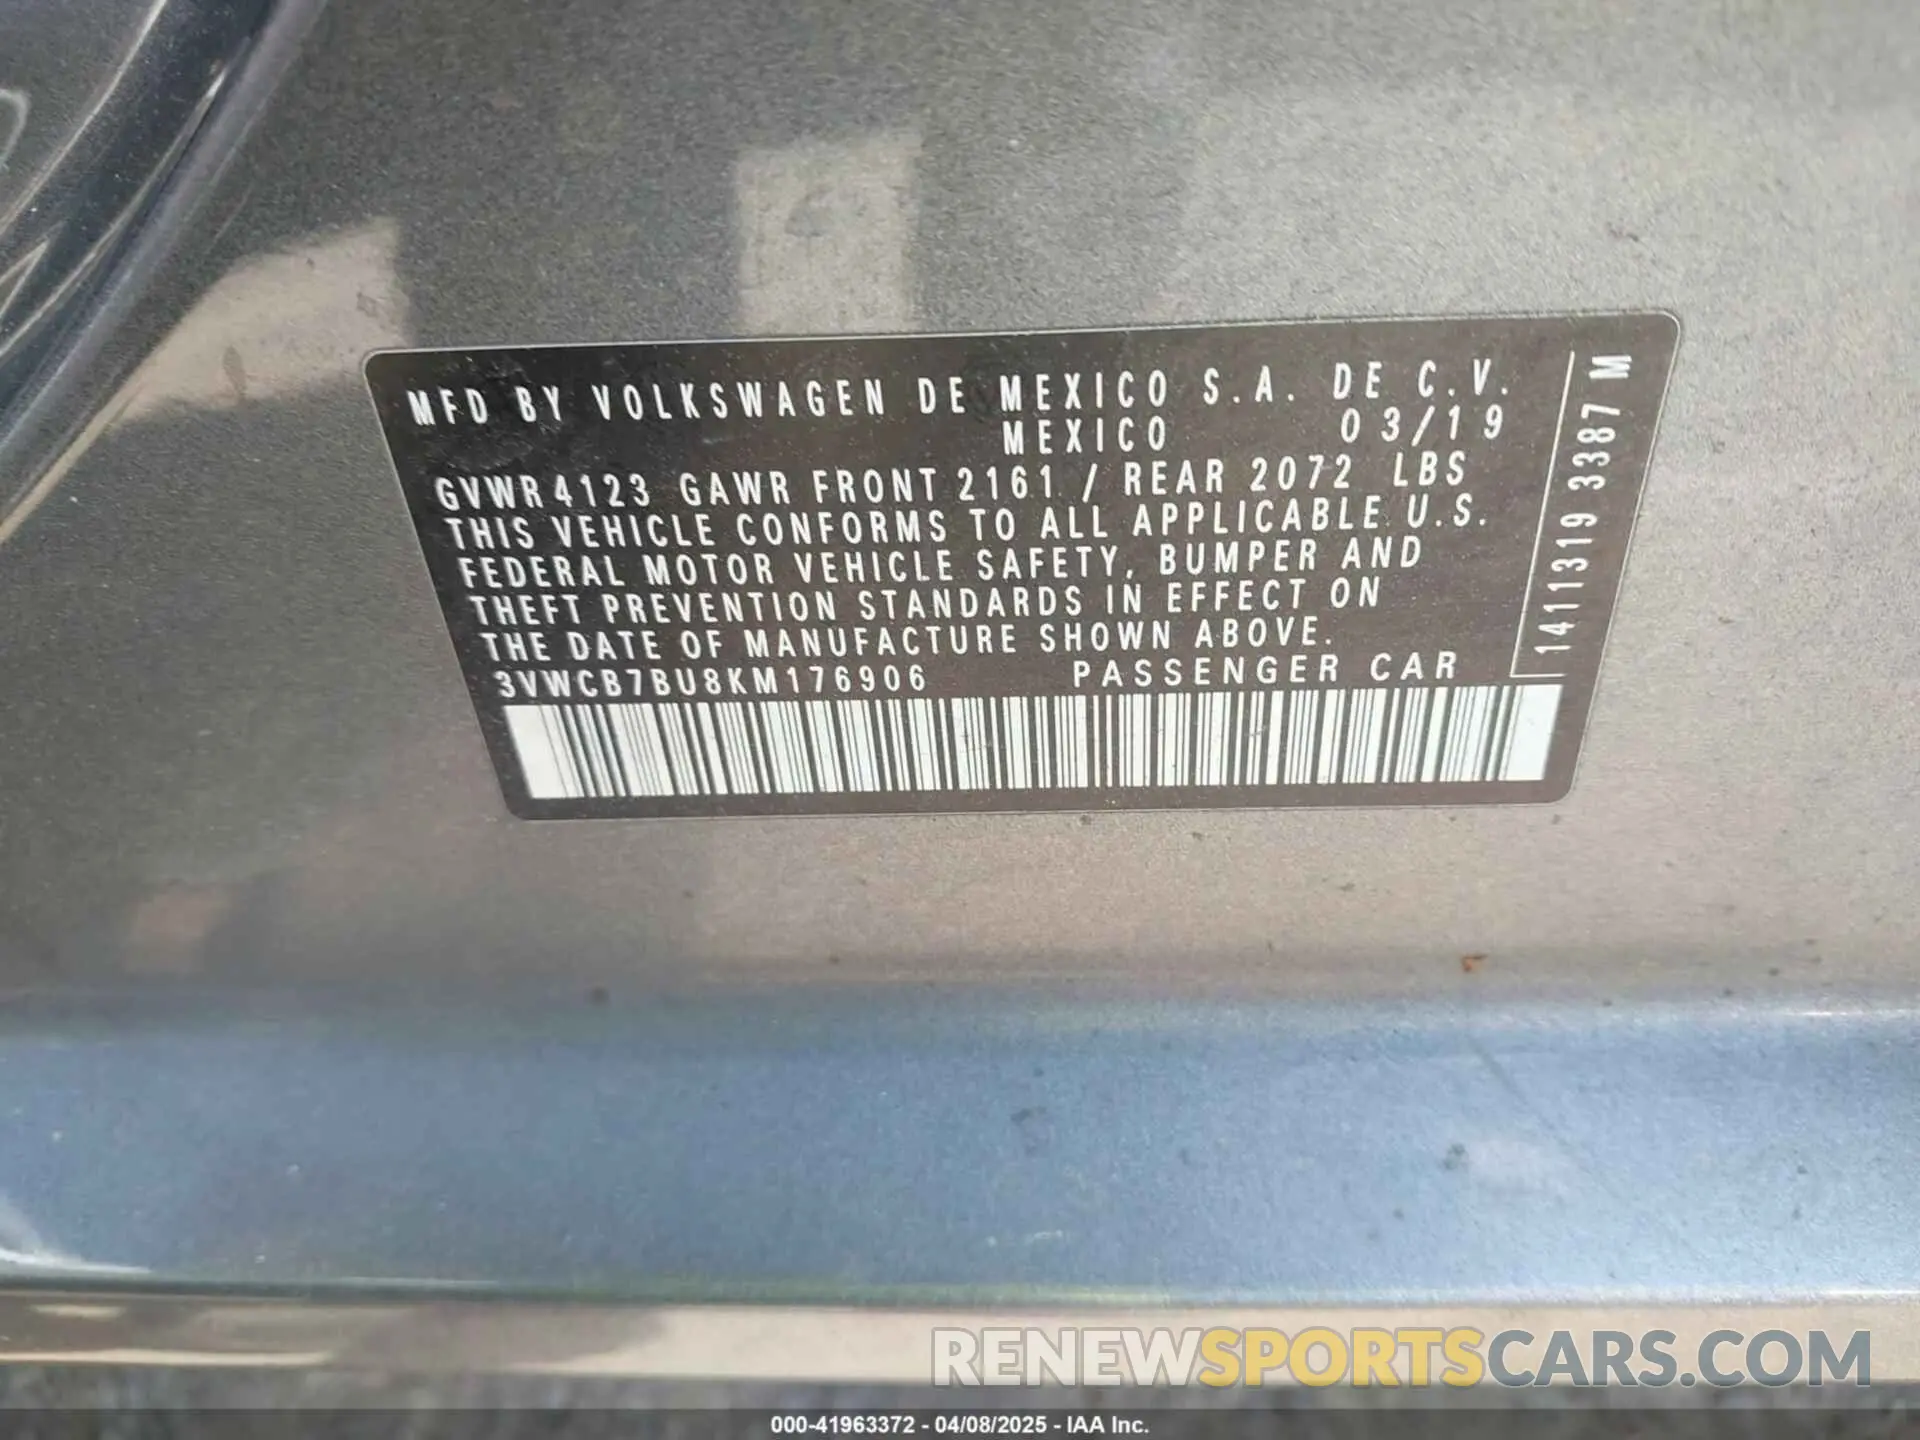 MFD BY VOLKSWAGEN DE MEXICO S.A. DE C.V.
MEXICO 03/19
GVWR 4123 GAWR FRONT 2161 / REAR 2072 LBS
THIS VEHICLE CONFORMS TO ALL APPLICABLE U.S.
FEDERAL MOTOR VEHICLE SAFETY, BUMPER AND
THEFT PREVENTION STANDARDS IN EFFECT ON
THE DATE OF MANUFACTURE SHOWN ABOVE.
3VWCB7BU8KM176906 PASSENGER CAR
1411319 3387 M
RENEWSPORTSCARS.COM
000-41963372 - 04/08/2025 - IAA Inc.